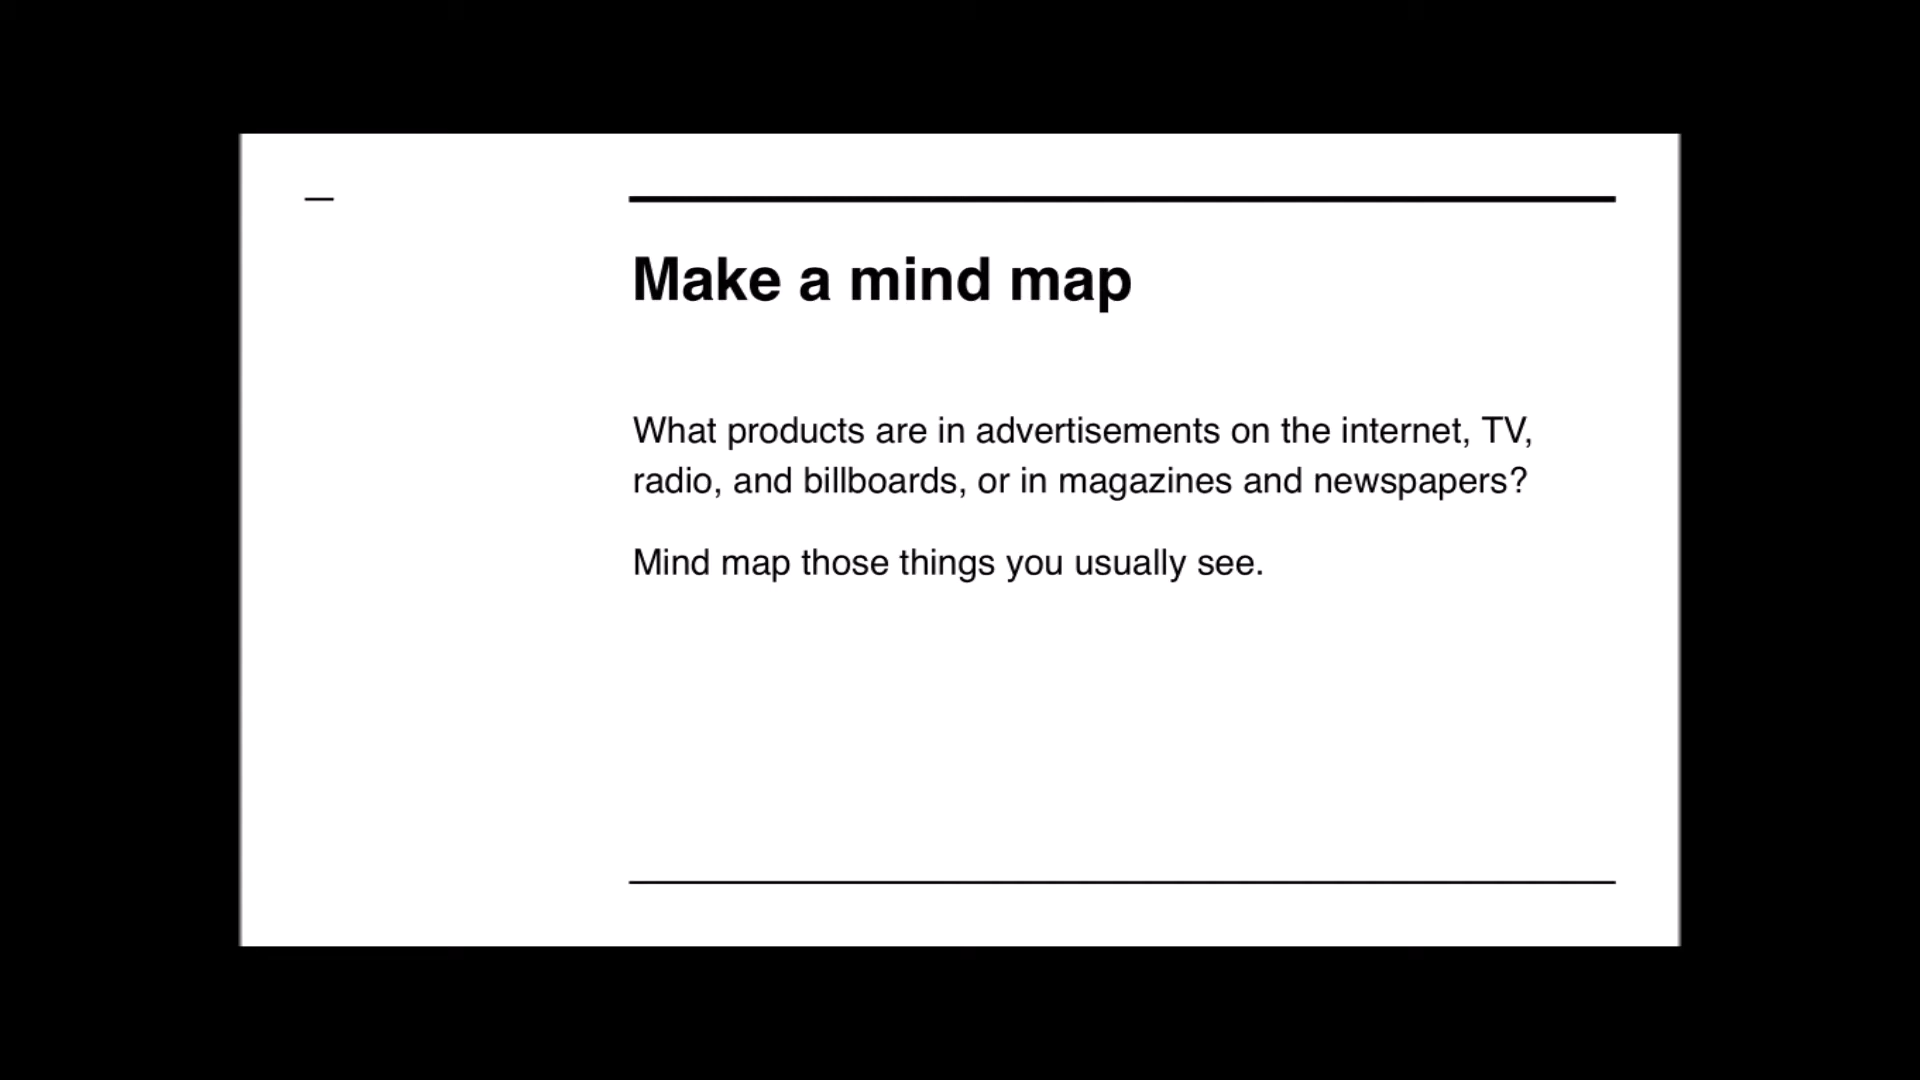 Make a mind map
What products are in advertisements on the internet, TV,
radio, and billboards, or in magazines and newspapers?
Mind map those things you usually see.